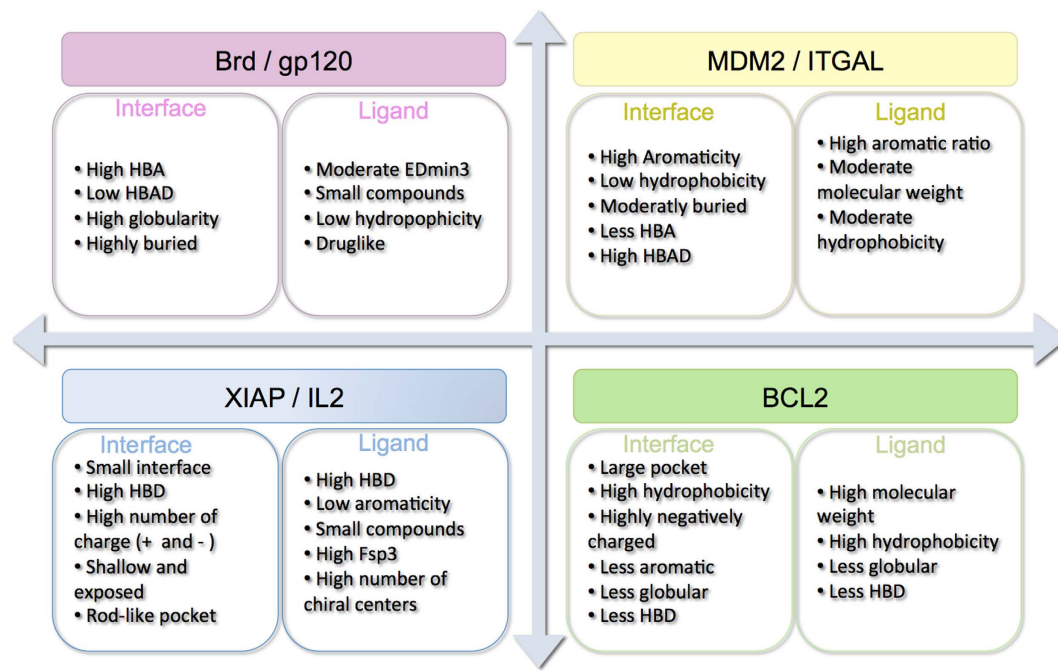 Brd / gp120
Interface
• High HBA
• Low HBAD
• High globularity
• Highly buried
Ligand
• Moderate EDmin3
• Small compounds
• Low hydropophicity
• Druglike
MDM2 / ITGAL
Interface
• High Aromaticity
• Low hydrophobicity
• Moderatly buried
• Less HBA
• High HBAD
Ligand
• High aromatic ratio
• Moderate
molecular weight
• Moderate
hydrophobicity
XIAP / IL2
Interface
• Small interface
• High HBD
• High number of
charge (+ and - )
• Shallow and
exposed
• Rod-like pocket
Ligand
• High HBD
• Low aromaticity
• Small compounds
• High Fsp3
• High number of
chiral centers
BCL2
Interface
• Large pocket
• High hydrophobicity
• Highly negatively
charged
• Less aromatic
• Less globular
• Less HBD
Ligand
• High molecular
weight
• High hydrophobicity
• Less globular
• Less HBD